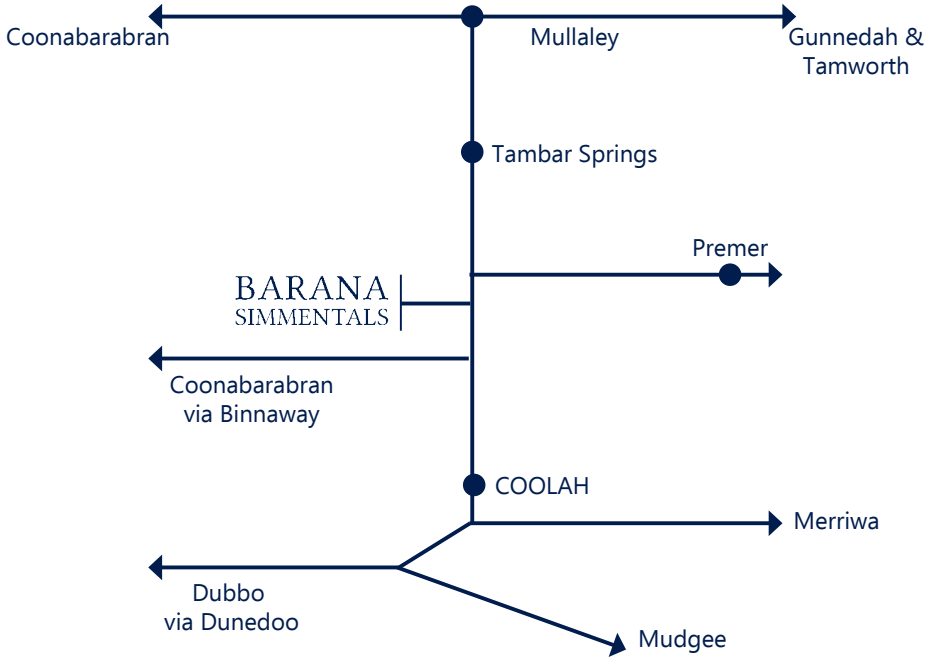 Coonabarabran
Mullaley
Gunnedah &
Tamworth
Tambar Springs
Premer
BARANA
SIMMENTALS
Coonabarabran
via Binnaway
COOLAH
Merriwa
Dubbo
via Dunedoo
Mudgee